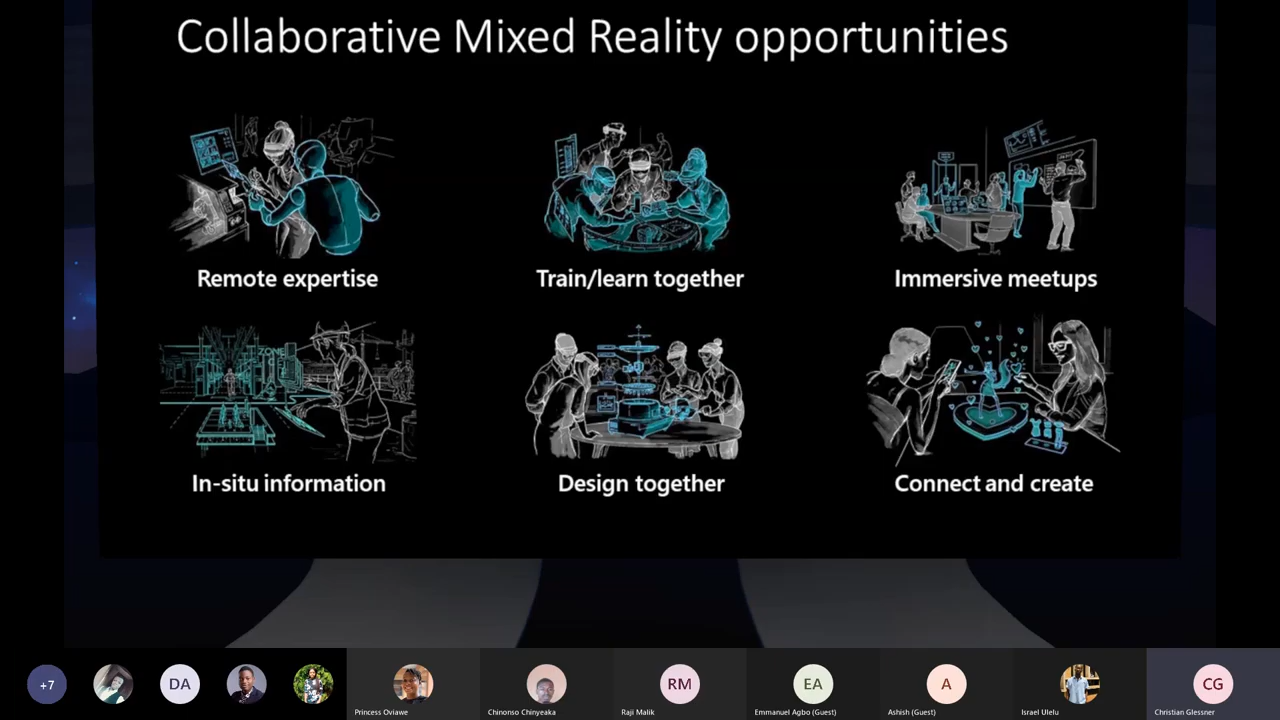 Collaborative Mixed Reality opportunities
Remote expertise
Train/learn together
Immersive meetups
ZONE
In-situ information
Design together
Connect and create
+7
DA
RM
EA
A
CG
Princess Oviawe
Chinonso Chinyeaka
Raji Malik
Emmanuel Agbo (Guest)
Ashish (Guest)
Israel Ulelu
Christian Glessner